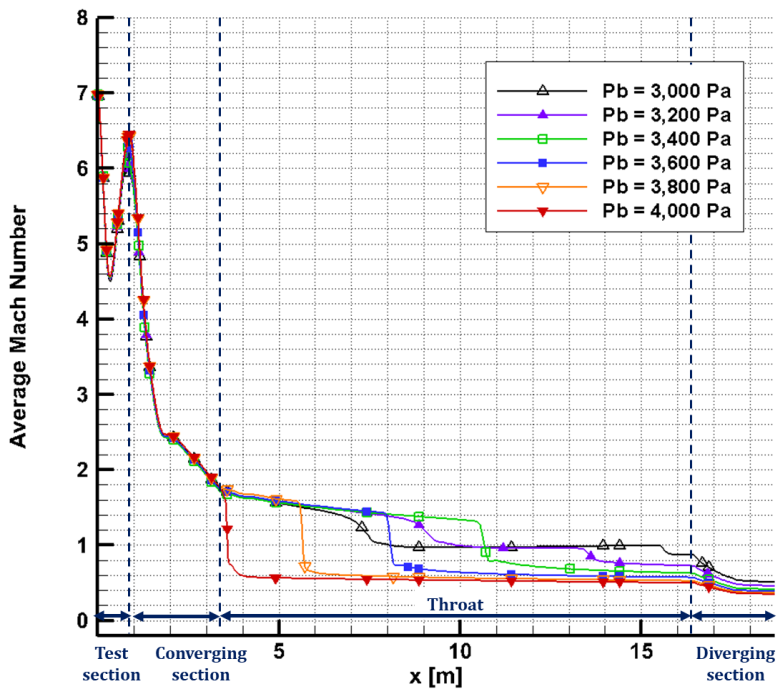 8
7
6
5
4
3
2
1
0
Average Mach Number
Pb = 3,000 Pa
Pb = 3,200 Pa
Pb = 3,400 Pa
Pb = 3,600 Pa
Pb = 3,800 Pa
Pb = 4,000 Pa
Throat
Test
section
Converging
section
5
10
15
Diverging
section
x [m]